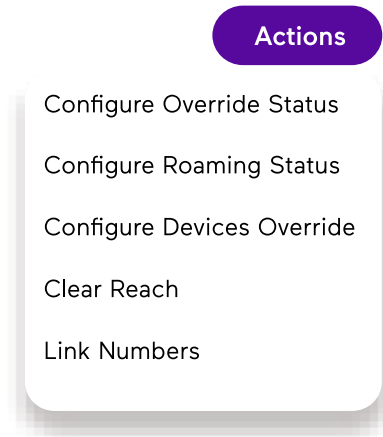 Actions
Configure Override Status
Configure Roaming Status
Configure Devices Override
Clear Reach
Link Numbers